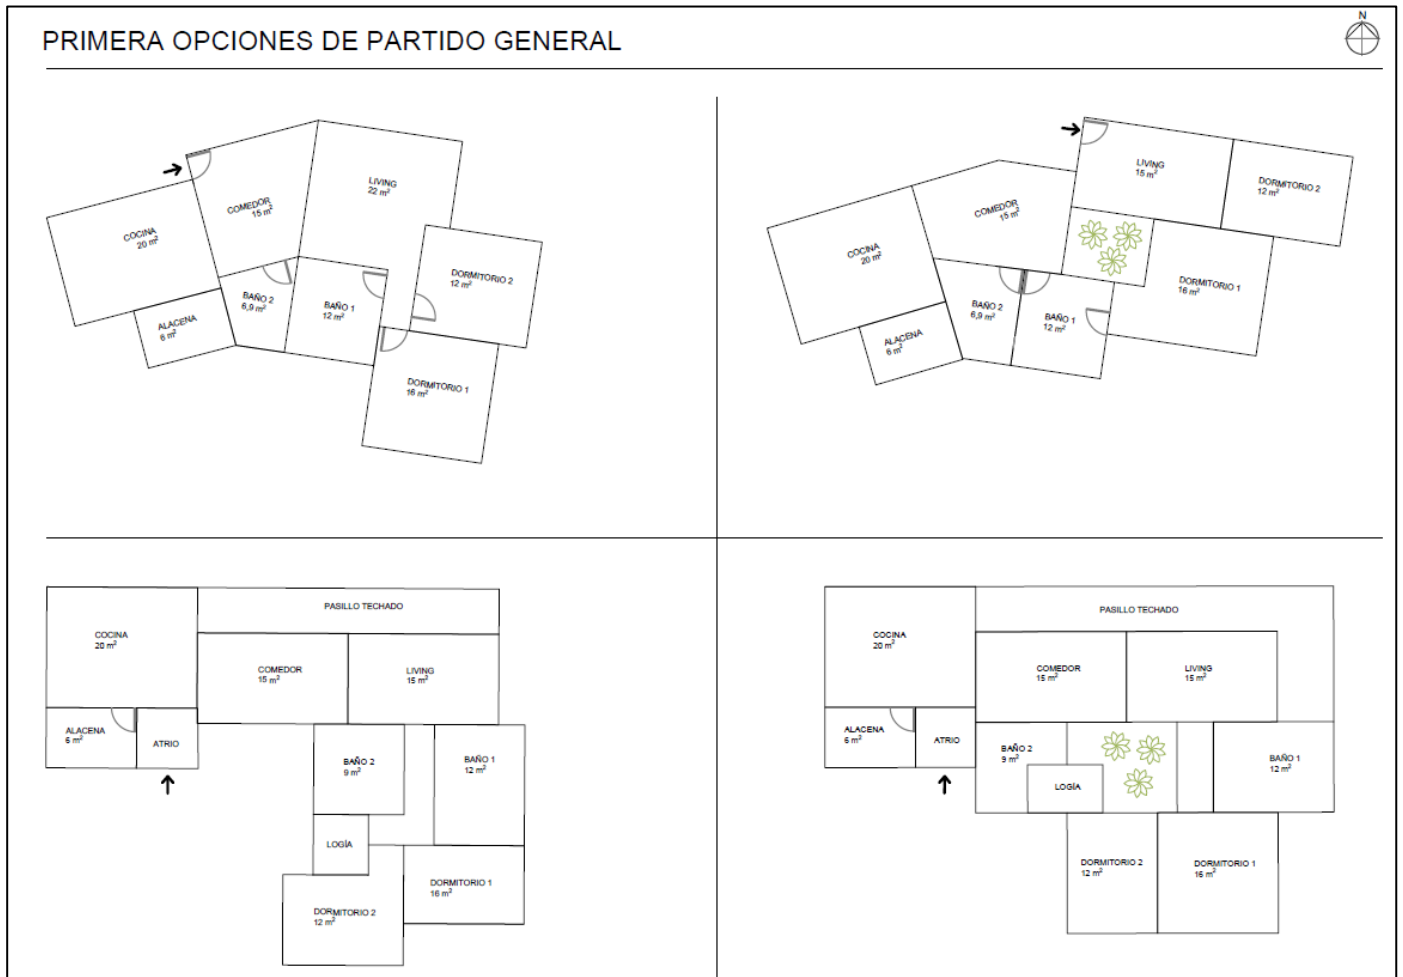 N
PRIMERA OPCIONES DE PARTIDO GENERAL
COCINA
20 m²
COMEDOR
15 m²
LIVING
22 m²
ALACENA
6 m²
BAÑO 2
6,9 m²
BAÑO 1
12 m²
DORMITORIO 2
12 m²
DORMITORIO 1
16 m²
COCINA
20 m²
COMEDOR
15 m²
LIVING
15 m²
DORMITORIO 2
12 m²
ALACENA
6 m²
BAÑO 2
6,9 m²
BAÑO 1
12 m²
DORMITORIO 1
16 m²
PASILLO TECHADO
COCINA
20 m²
COMEDOR
15 m²
LIVING
15 m²
ALACENA
6 m²
ATRIO
BAÑO 2
9 m²
BAÑO 1
12 m²
LOGÍA
DORMITORIO 1
16 m²
DORMITORIO 2
12 m²
PASILLO TECHADO
COCINA
20 m²
COMEDOR
15 m²
LIVING
15 m²
ALACENA
6 m²
ATRIO
BAÑO 2
9 m²
LOGÍA
BAÑO 1
12 m²
DORMITORIO 2
12 m²
DORMITORIO 1
16 m²